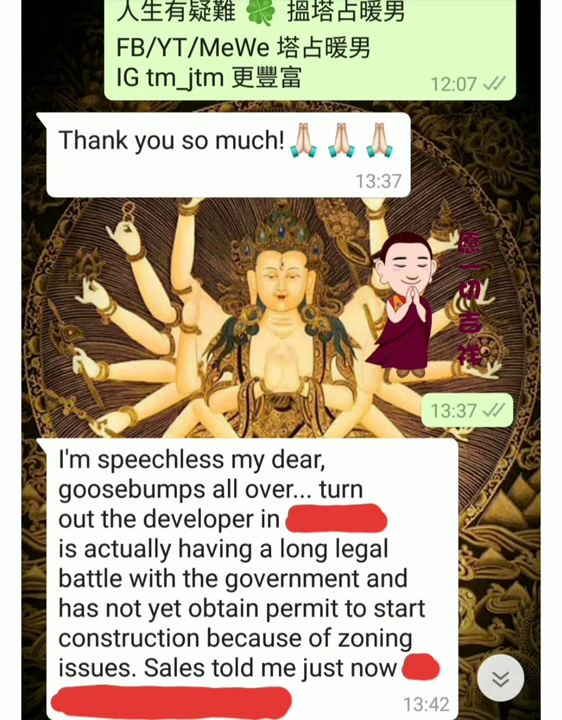 人生有疑難 🍀 搵塔占暖男
FB/YT/MeWe 塔占暖男
IG tm_jtm 更豐富
12:07
Thank you so much!🙏🏻 🙏🏻 🙏🏻
13:37
愿一切吉祥
13:37
I'm speechless my dear,
goosebumps all over... turn
out the developer in
is actually having a long legal
battle with the government and
has not yet obtain permit to start
construction because of zoning
issues. Sales told me just now
13:42